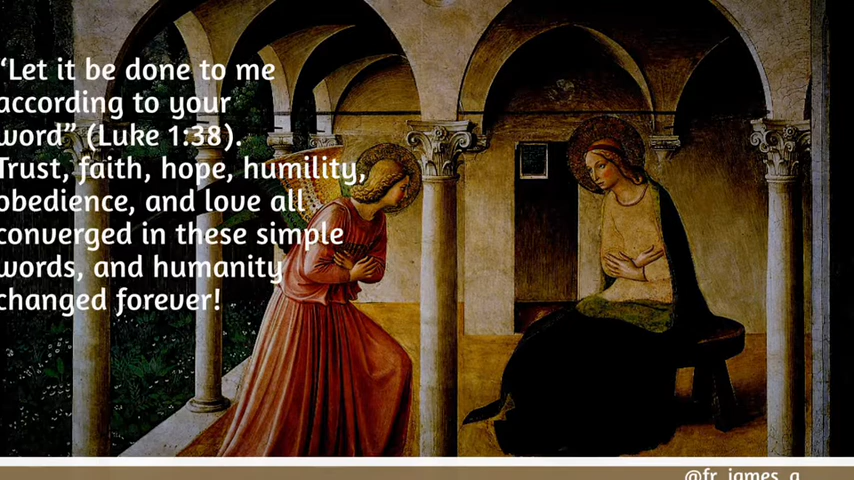 “Let it be done to me
according to your
word” (Luke 1:38).
Trust, faith, hope, humility,
obedience, and love all
converged in these simple
words, and humanity
changed forever!
@fr_james_g